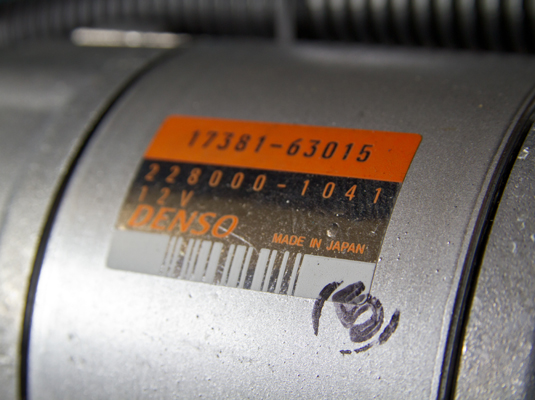 17381-63015
228000-1041
12V
DENSO
MADE IN JAPAN